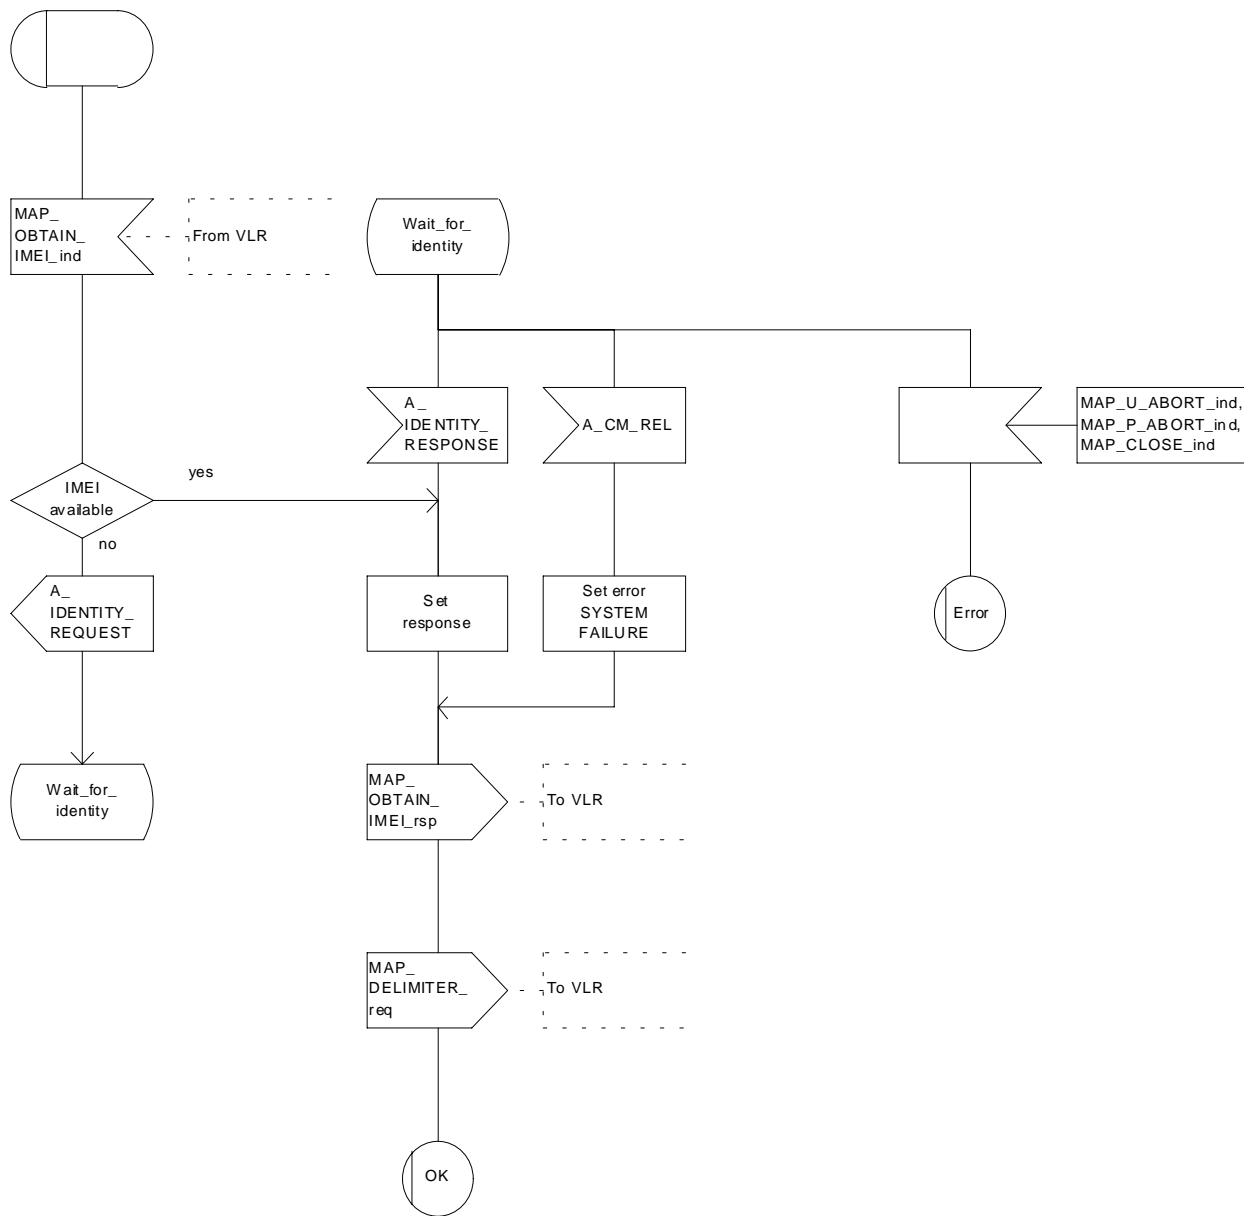 MAP_
OBTAIN_
IMEI_ind
From VLR
Wait_for_
identity
A_
IDENTITY_
RESPONSE
A_CM_REL
MAP_U_ABORT_ind,
MAP_P_ABORT_ind,
MAP_CLOSE_ind
IMEI
available
yes
no
A_
IDENTITY_
REQUEST
Set
response
Set error
SYSTEM
FAILURE
Error
Wait_for_
identity
MAP_
OBTAIN_
IMEI_rsp
To VLR
MAP_
DELIMITER_
req
To VLR
OK